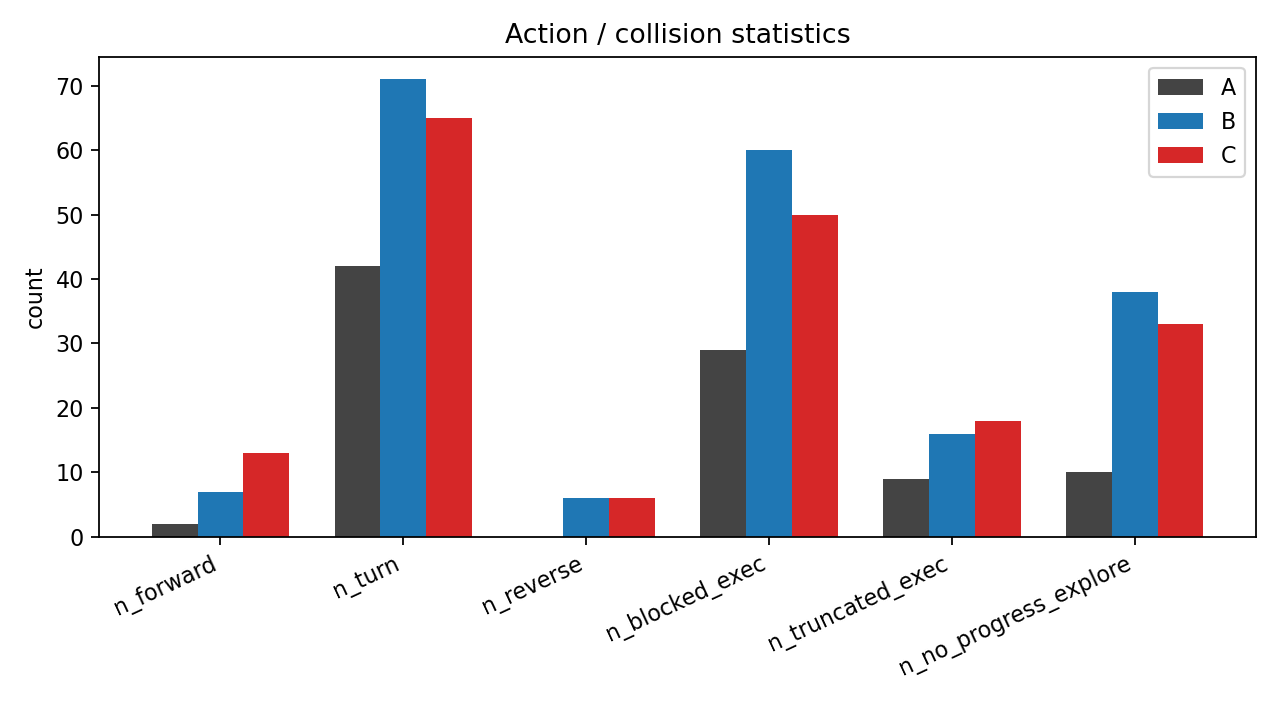 Action / collision statistics
A
B
C
count
70
60
50
40
30
20
10
0
n_forward
n_turn
n_reverse
n_blocked_exec
n_truncated_exec
n_no_progress_explore